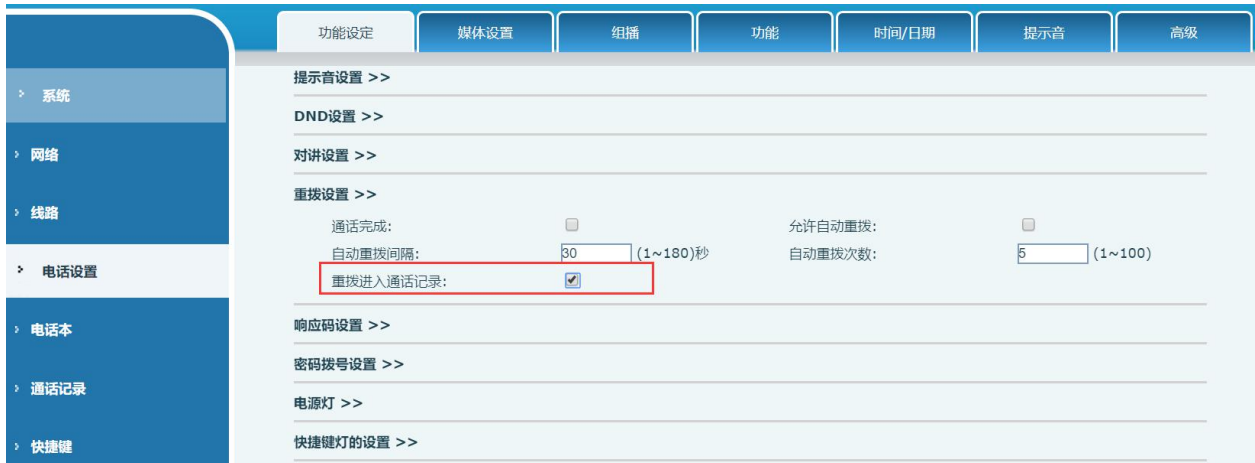 功能设定 媒体设置 组播 功能 时间/日期 提示音 高级
系统
网络
线路
电话设置
电话本
通话记录
快捷键
提示音设置 >>
DND设置 >>
对讲设置 >>
重拨设置 >>
通话完成: 允许自动重拨:
自动重拨间隔: 30 (1~180)秒 自动重拨次数: 5 (1~100)
重拨进入通话记录:
响应码设置 >>
密码拨号设置 >>
电源灯 >>
快捷键灯的设置 >>